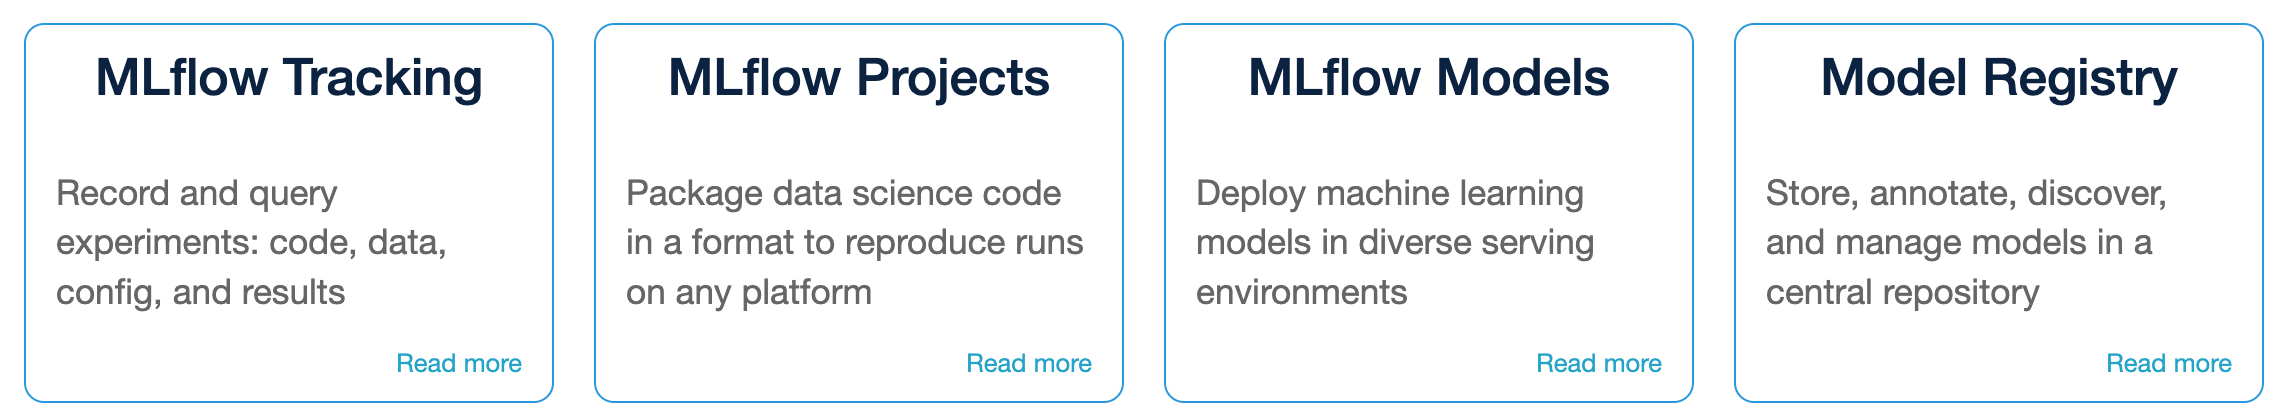 MLflow Tracking
Record and query
experiments: code, data,
config, and results
Read more
MLflow Projects
Package data science code
in a format to reproduce runs
on any platform
Read more
MLflow Models
Deploy machine learning
models in diverse serving
environments
Read more
Model Registry
Store, annotate, discover,
and manage models in a
central repository
Read more